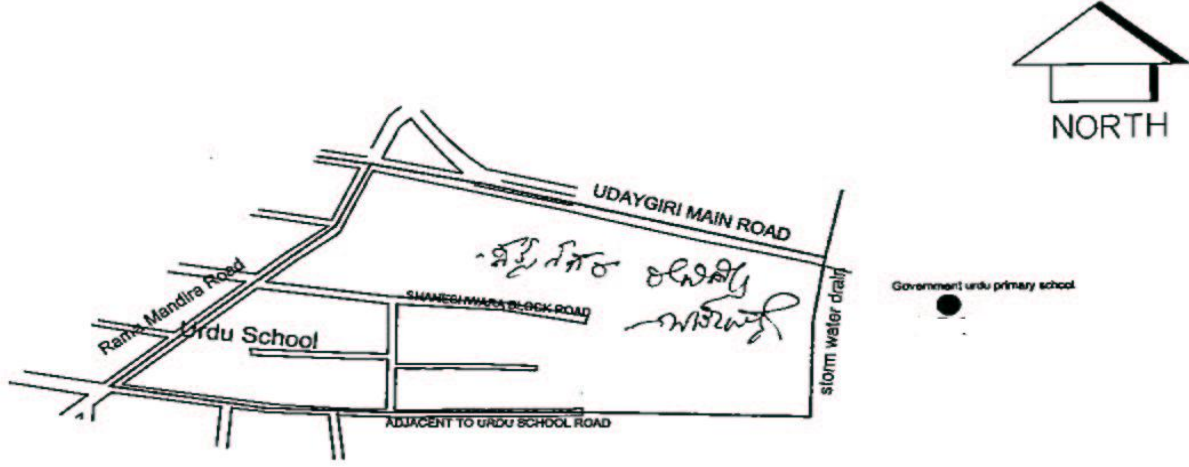 NORTH
UDAYGIRI MAIN ROAD
Government urdu primary school
Rama Mandira Road
SHANESHWARA BLOCK ROAD
Urdu School
storm water drain
ADJACENT TO URDU SCHOOL ROAD